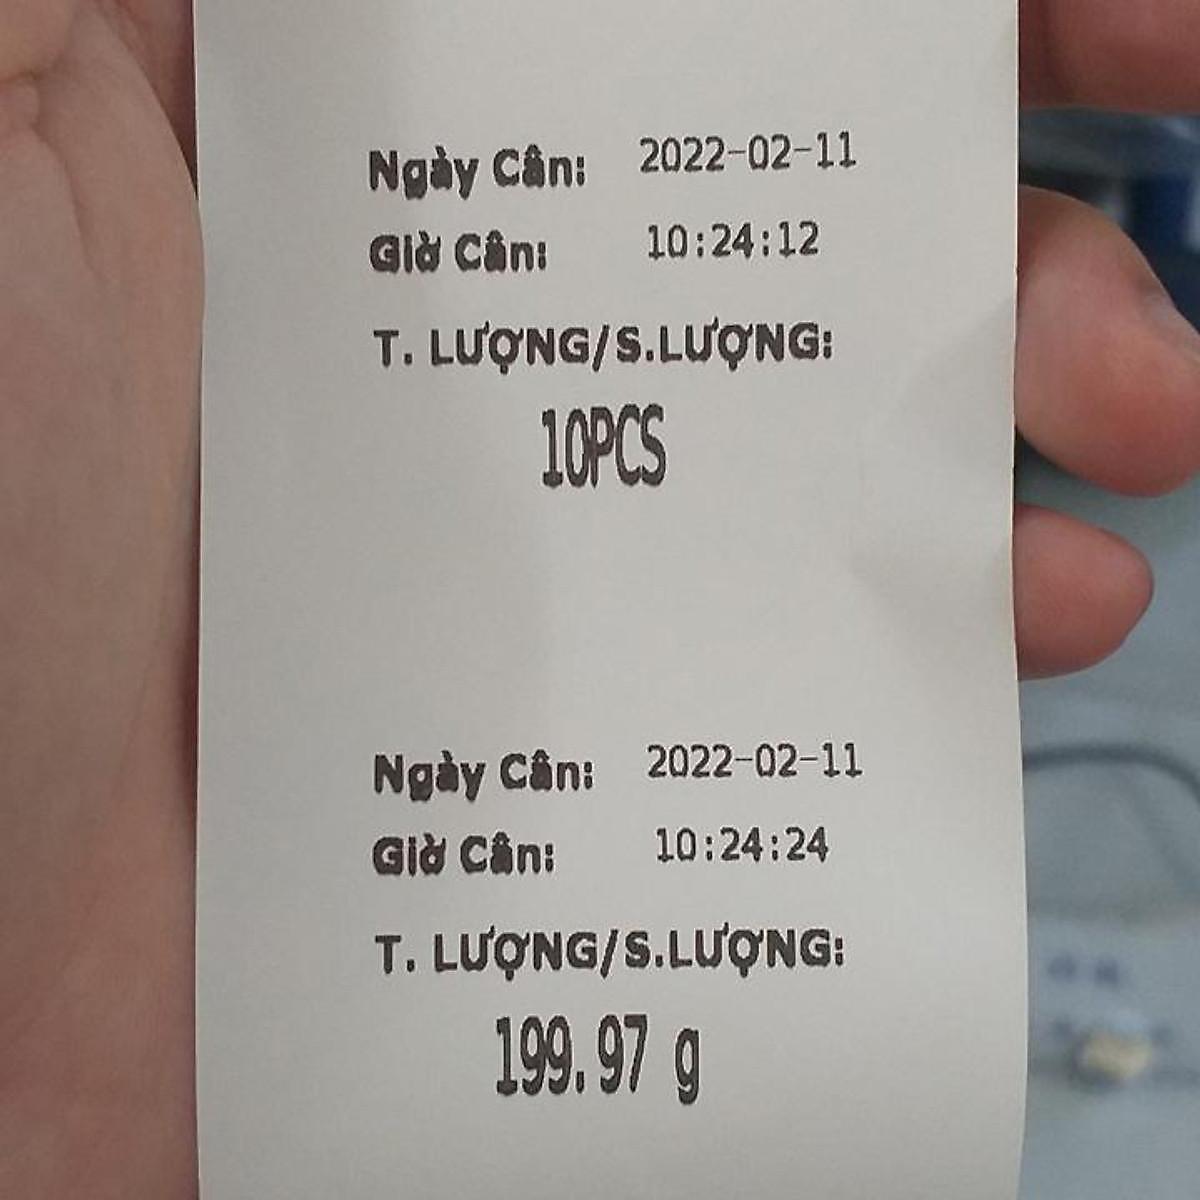 Ngày Cân: 2022-02-11
Giờ Cân: 10:24:12
T. LƯỢNG/S.LƯỢNG:
10PCS
Ngày Cân: 2022-02-11
Giờ Cân: 10:24:24
T. LƯỢNG/S.LƯỢNG:
199.97 g